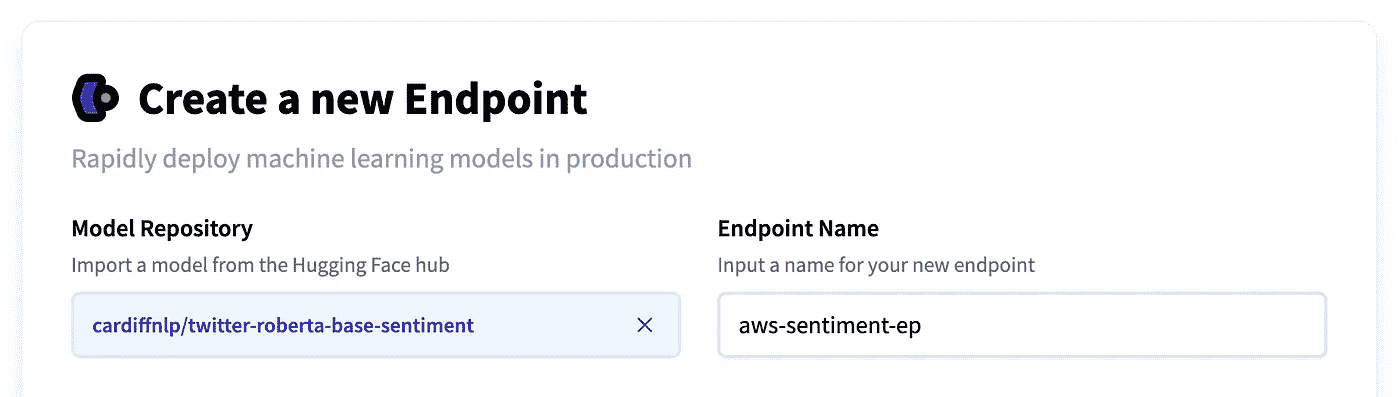 Create a new Endpoint
Rapidly deploy machine learning models in production
Model Repository
Import a model from the Hugging Face hub
cardiffnlp/twitter-roberta-base-sentiment
Endpoint Name
Input a name for your new endpoint
aws-sentiment-ep